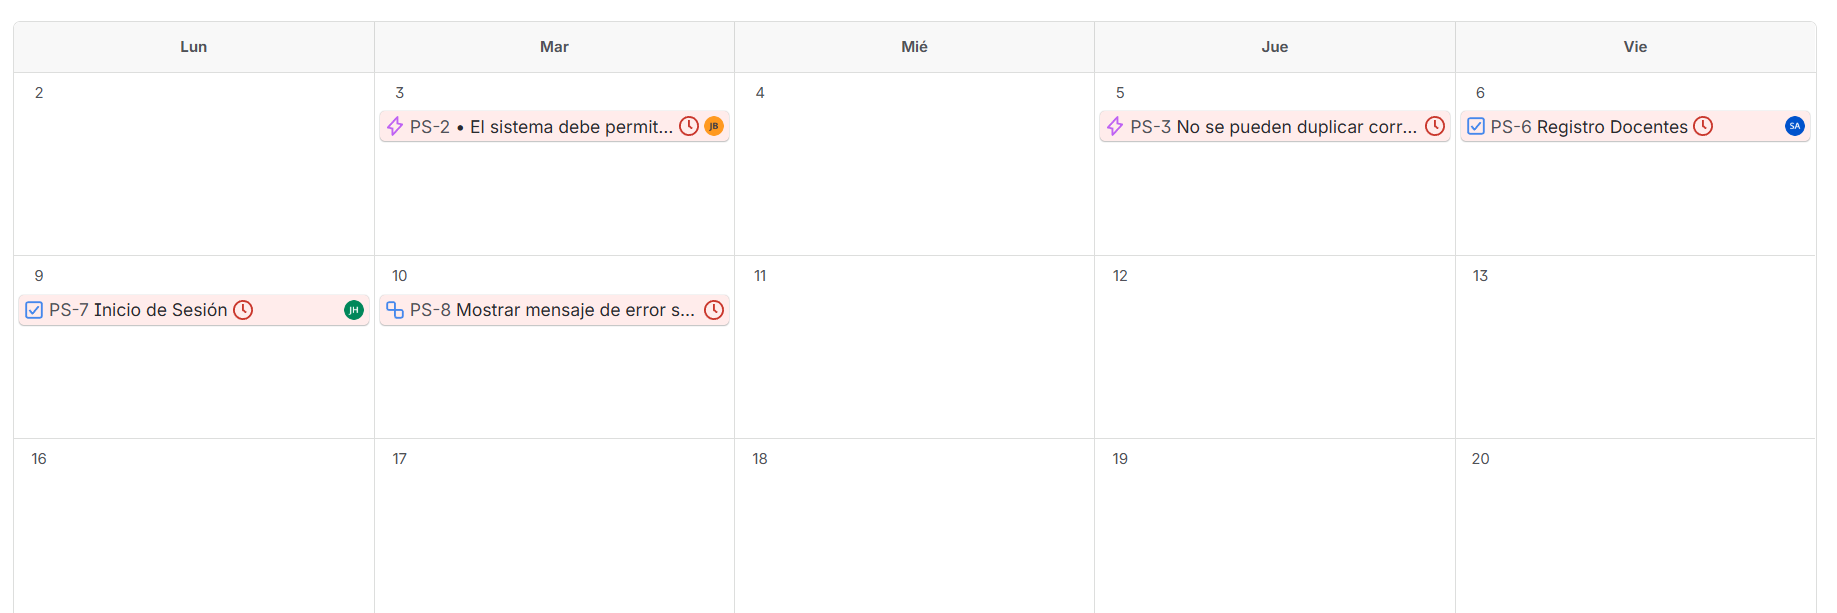 Lun Mar Mié Jue Vie
2 3 4 5 6
PS-2 • El sistema debe permit... JB
PS-3 No se pueden duplicar corr...
PS-6 Registro Docentes SA
9 10 11 12 13
PS-7 Inicio de Sesión JH
PS-8 Mostrar mensaje de error s...
16 17 18 19 20